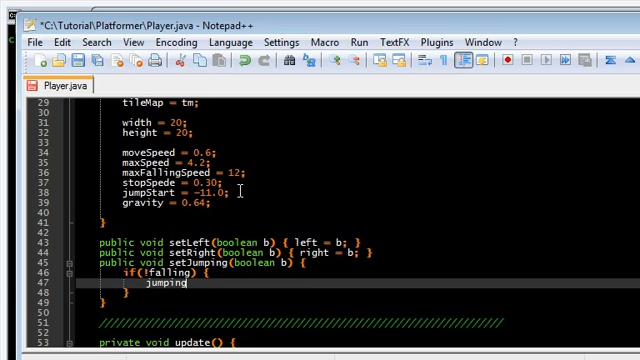 *C:\Tutorial\Platformer\Player.java - Notepad++
File Edit Search View Encoding Language Settings Macro Run TextFX Plugins Window ?
Player.java
29 tileMap = tm;
30
31 width = 20;
32 height = 20;
33
34 moveSpeed = 0.6;
35 maxSpeed = 4.2;
36 maxFallingSpeed = 12;
37 stopSpede = 0.30;
38 jumpStart = -11.0;
39 gravity = 0.64;
40
41 }
42
43 public void setLeft(boolean b) { left = b; }
44 public void setRight(boolean b) { right = b; }
45 public void setJumping(boolean b) {
46 if(!falling) {
47 jumping
48 }
49 }
50
51 ////////////////////////////////////////////////////////////////////
52
53 private void update() {